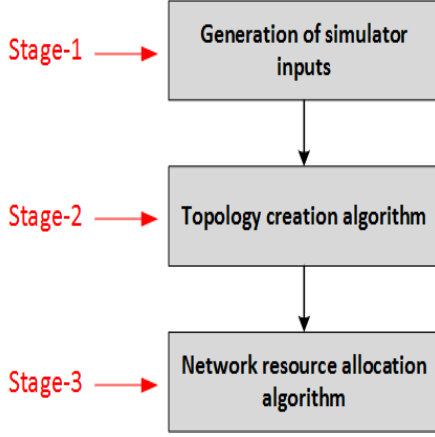 Stage-1
Generation of simulator
inputs
Stage-2
Topology creation algorithm
Stage-3
Network resource allocation
algorithm